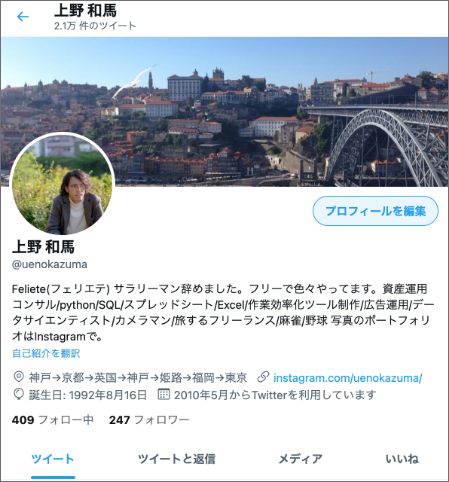 上野 和馬
2.1万 件のツイート
プロフィールを編集
上野 和馬
@uenokazuma
Feliete(フェリエテ) サラリーマン辞めました。フリーで色々やってます。資産運用
コンサル/python/SQL/スプレッドシート/Excel/作業効率化ツール制作/広告運用/デー
タサイエンティスト/カメラマン/旅するフリーランス/麻雀/野球 写真のポートフォリ
オはInstagramで。
自己紹介を翻訳
神戸→京都→英国→神戸→姫路→福岡→東京 instagram.com/uenokazuma/
誕生日: 1992年8月16日 2010年5月からTwitterを利用しています
409 フォロー中 247 フォロワー
ツイート ツイートと返信 メディア いいね